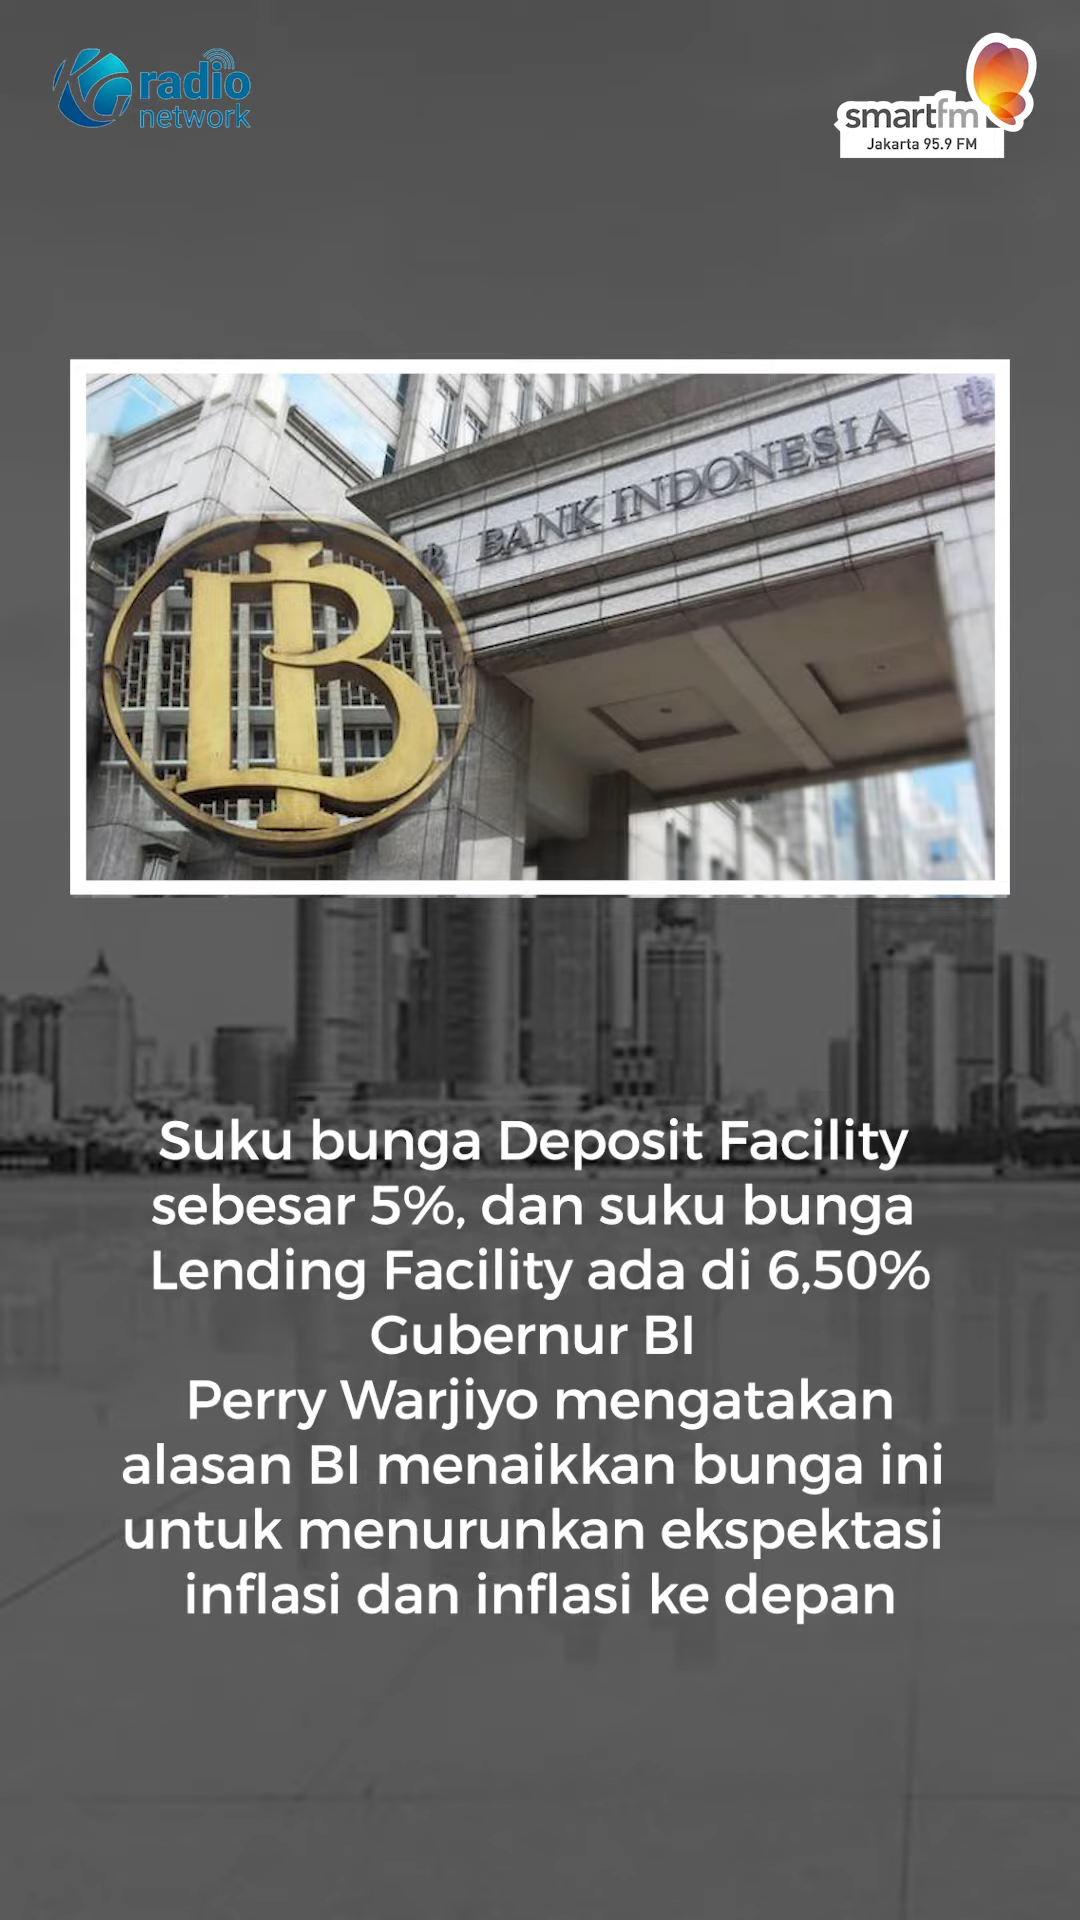 radio
network
smartfm
Jakarta 95.9 FM
BANK INDONESIA
Suku bunga Deposit Facility
sebesar 5%, dan suku bunga
Lending Facility ada di 6,50%
Gubernur BI
Perry Warjiyo mengatakan
alasan BI menaikkan bunga ini
untuk menurunkan ekspektasi
inflasi dan inflasi ke depan